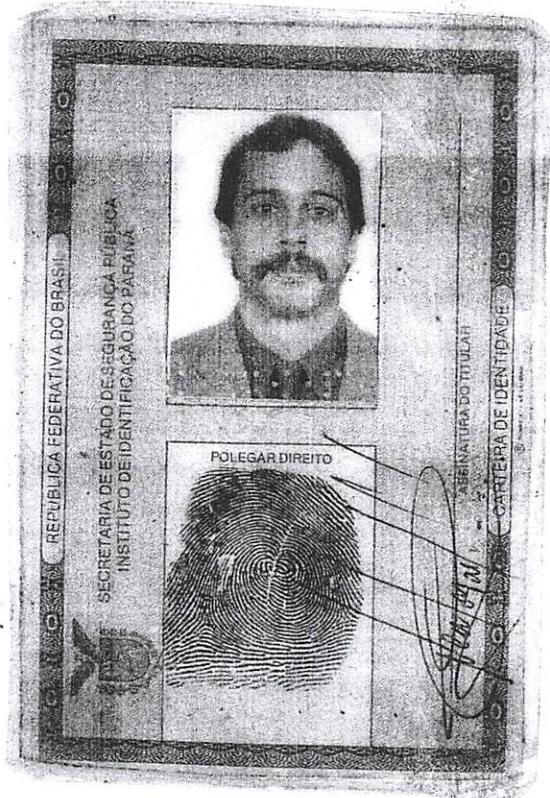 REPÚBLICA FEDERATIVA DO BRASIL
SECRETARIA DE ESTADO DE SEGURANÇA PÚBLICA
INSTITUTO DE IDENTIFICAÇÃO DO PARANÁ
POLEGAR DIREITO
ASSINATURA DO TITULAR
CARTEIRA DE IDENTIDADE